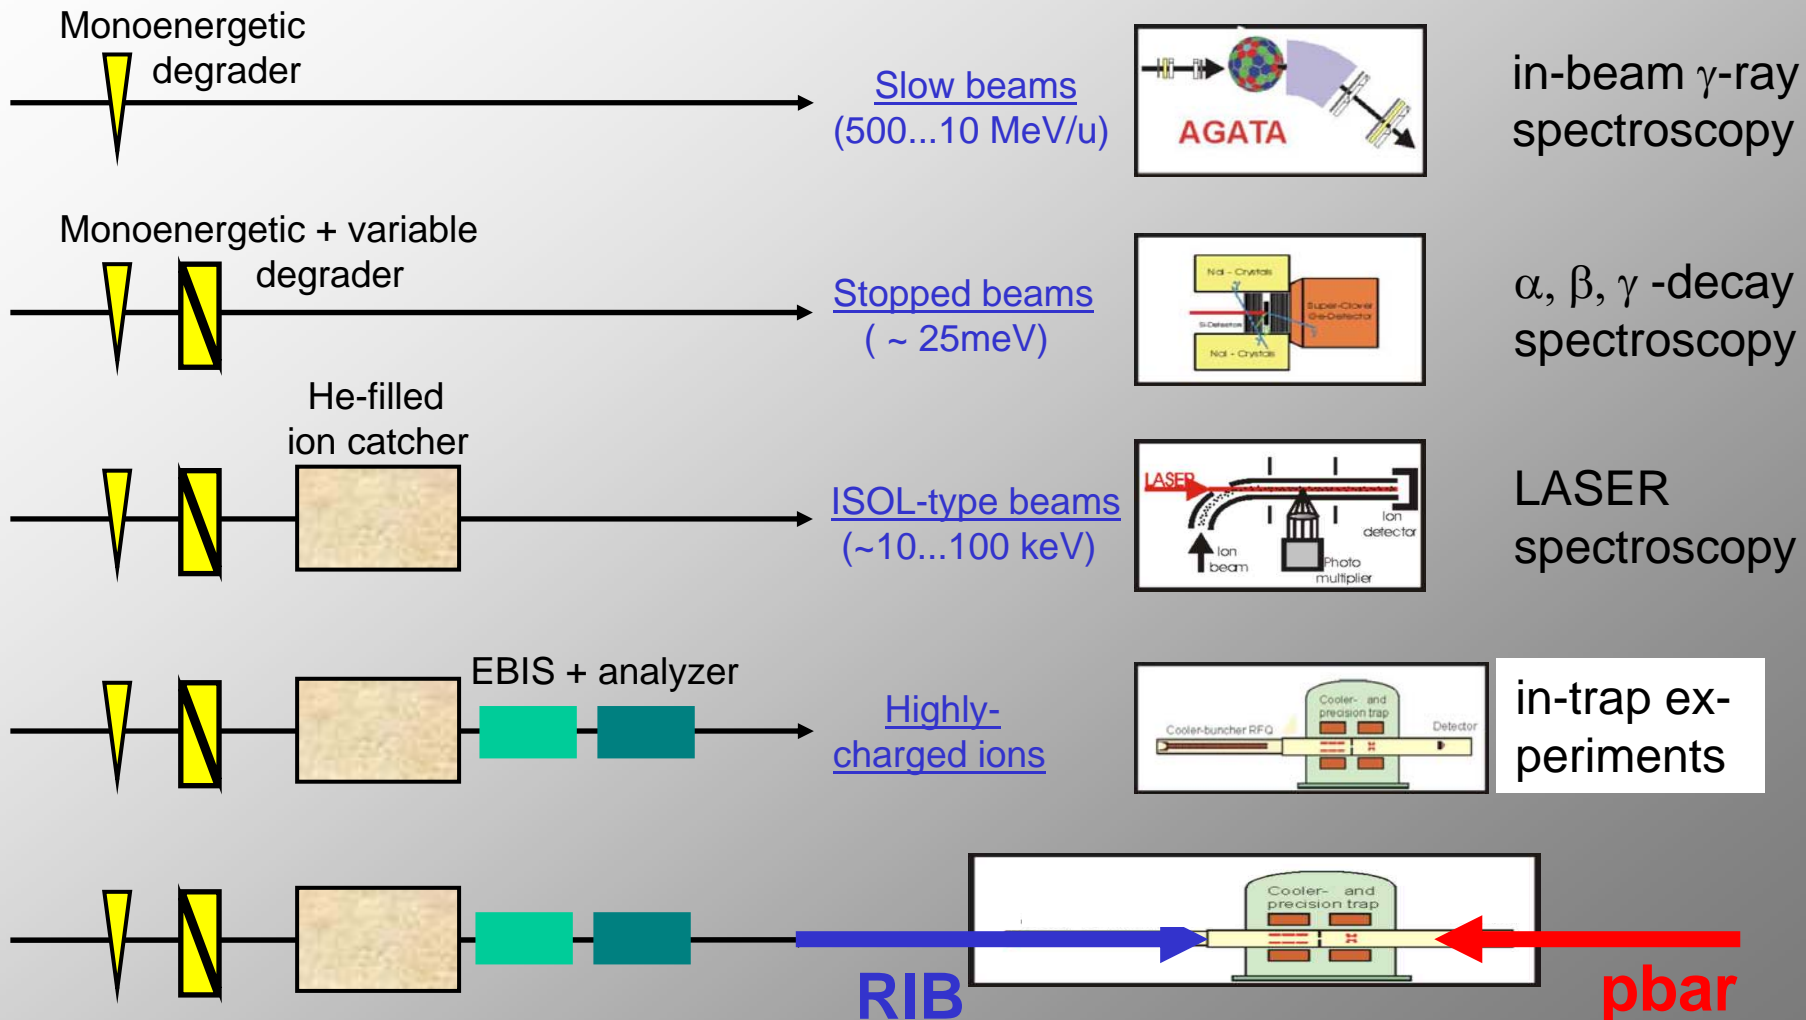 Monoenergetic
degrader
Slow beams
(500...10 MeV/u)
AGATA
in-beam γ-ray
spectroscopy
Monoenergetic + variable
degrader
Stopped beams
( ~ 25meV)
NaI - Crystals
Super-Clover
Ge-Detector
Si-Detectors
NaI - Crystals
α, β, γ -decay
spectroscopy
He-filled
ion catcher
ISOL-type beams
(~10...100 keV)
LASER
Ion
detector
Ion
beam
Photo
multiplier
LASER
spectroscopy
EBIS + analyzer
Highly-
charged ions
Cooler-buncher RFQ
Cooler- and
precision trap
Detector
in-trap ex-
periments
Cooler- and
precision trap
RIB
pbar